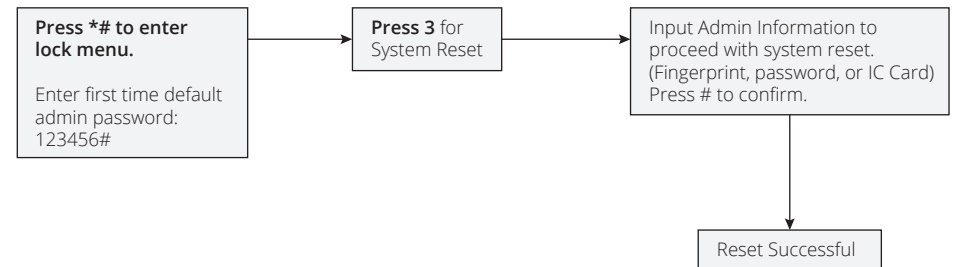 Press *# to enter
lock menu.
Enter first time default
admin password:
123456#
Press 3 for
System Reset
Input Admin Information to
proceed with system reset.
(Fingerprint, password, or IC Card)
Press # to confirm.
Reset Successful